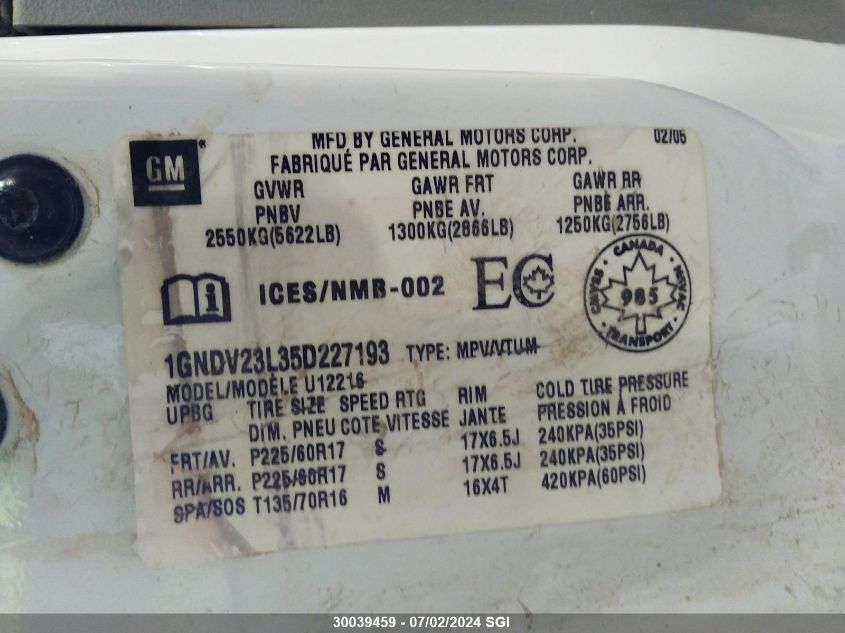 MFD BY GENERAL MOTORS CORP. 02/05
GM FABRIQUÉ PAR GENERAL MOTORS CORP.
GVWR GAWR FRT GAWR RR
PNBV PNBE AV. PNBE ARR.
2550KG(5622LB) 1300KG(2866LB) 1250KG(2756LB)
i ICES/NMB-002 EC CANADA
CMVSS 985 NSVAC
TRANSPORT
1GNDV23L35D227193 TYPE: MPV/VTUM
MODEL/MODÈLE U12216
UPBG TIRE SIZE SPEED RTG RIM COLD TIRE PRESSURE
DIM. PNEU COTE VITESSE JANTE PRESSION À FROID
FRT/AV. P225/60R17 S 17X6.5J 240KPA(35PSI)
RR/ARR. P225/60R17 S 17X6.5J 240KPA(35PSI)
SPA/SOS T135/70R16 M 16X4T 420KPA(60PSI)
30039459 - 07/02/2024 SGI